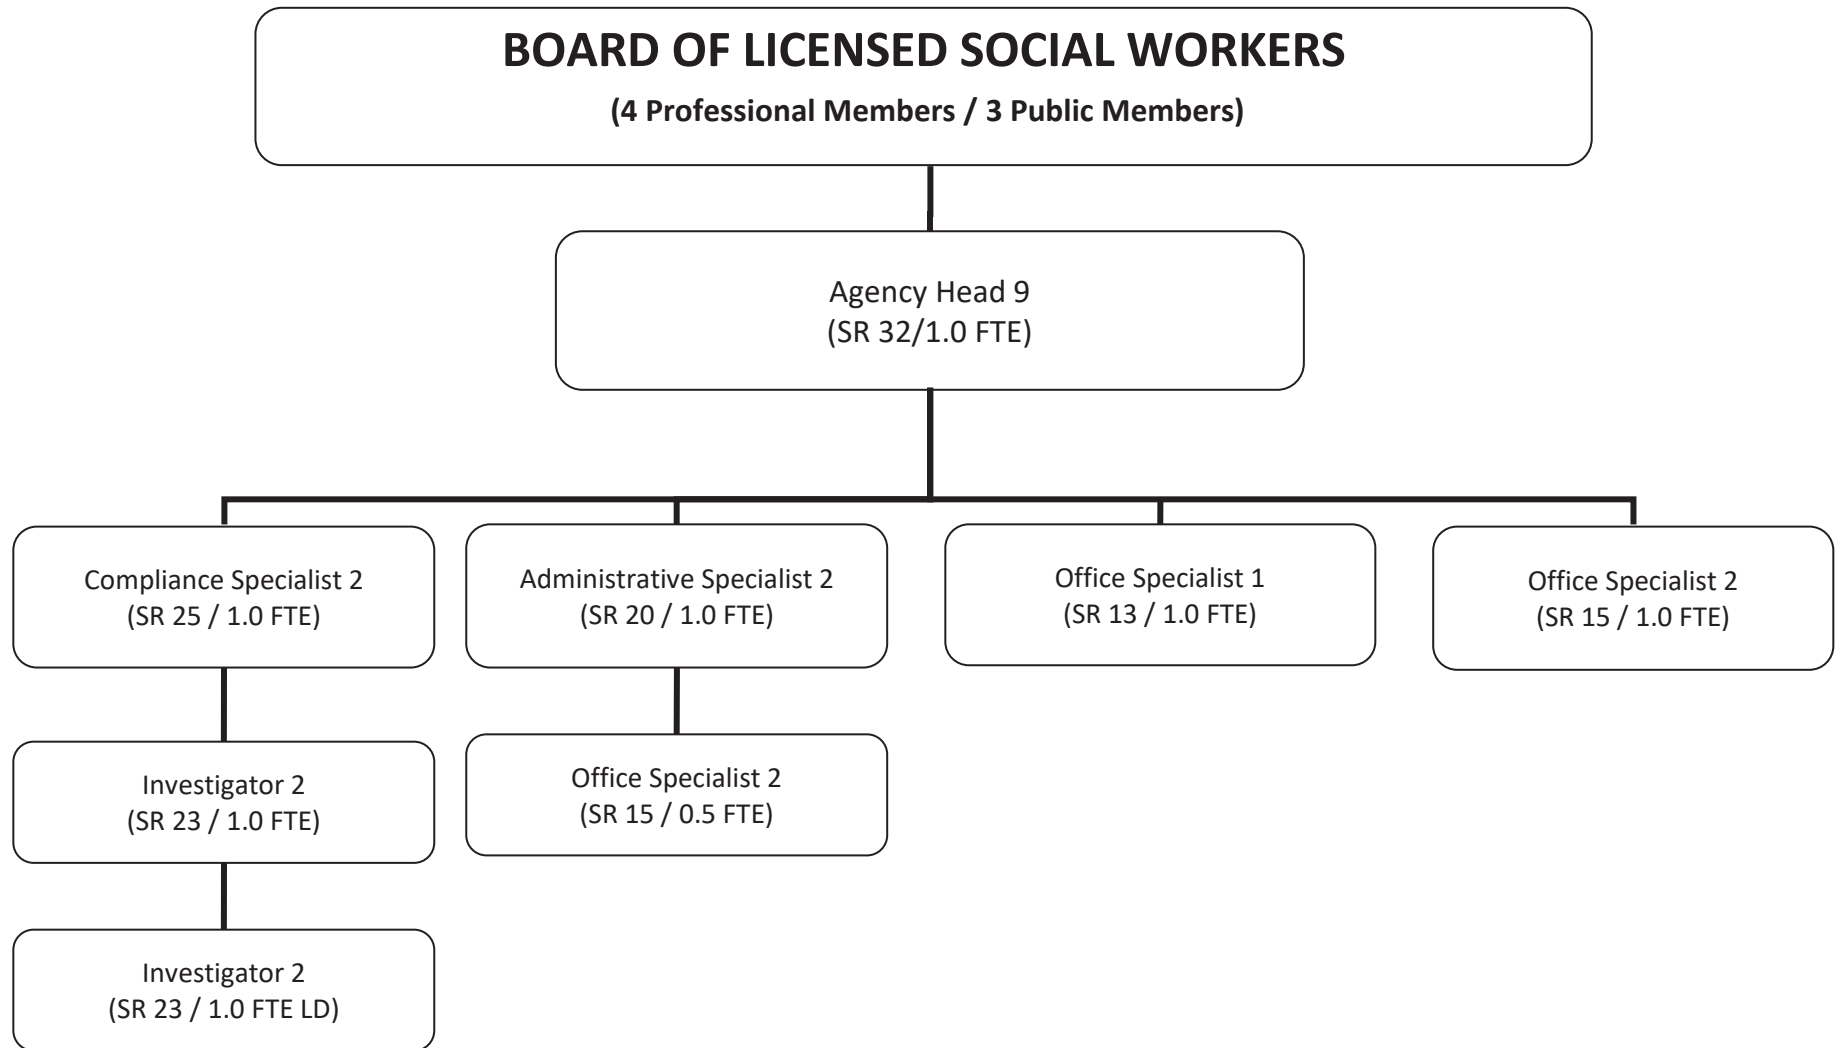 BOARD OF LICENSED SOCIAL WORKERS
(4 Professional Members / 3 Public Members)
Agency Head 9
(SR 32/1.0 FTE)
Compliance Specialist 2
(SR 25 / 1.0 FTE)
Administrative Specialist 2
(SR 20 / 1.0 FTE)
Office Specialist 1
(SR 13 / 1.0 FTE)
Office Specialist 2
(SR 15 / 1.0 FTE)
Investigator 2
(SR 23 / 1.0 FTE)
Office Specialist 2
(SR 15 / 0.5 FTE)
Investigator 2
(SR 23 / 1.0 FTE LD)